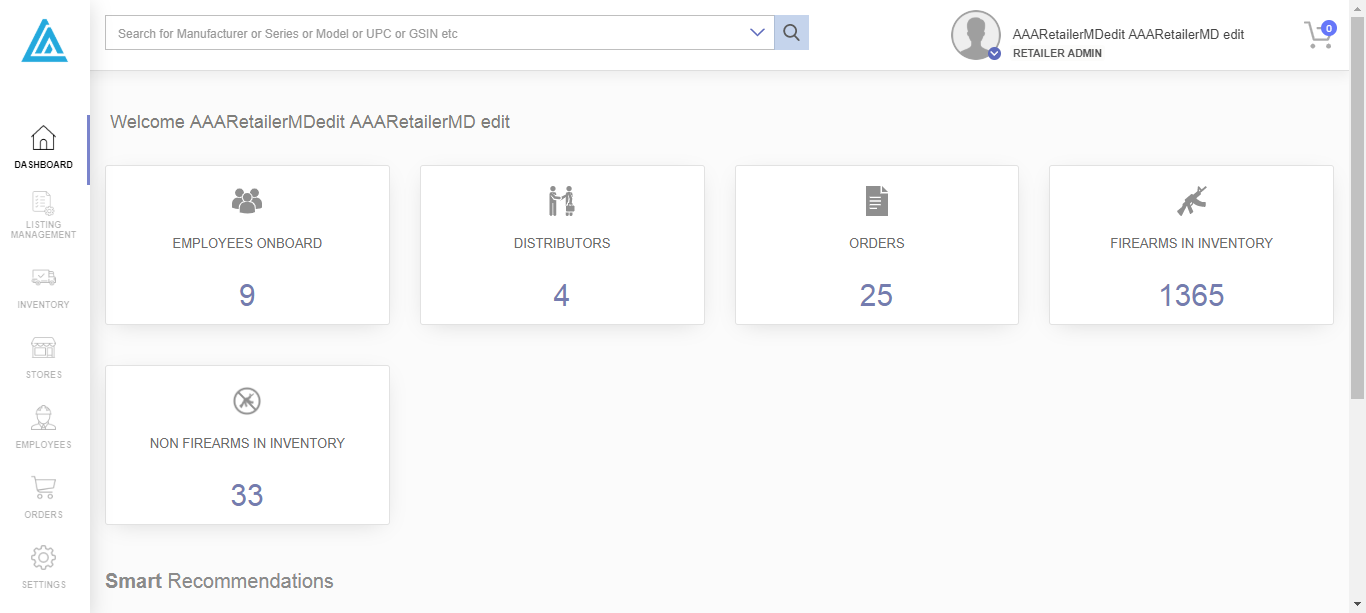 Search for Manufacturer or Series or Model or UPC or GSIN etc
AAARetailerMDedit AAARetailerMD edit
RETAILER ADMIN
0
DASHBOARD
LISTING
MANAGEMENT
INVENTORY
STORES
EMPLOYEES
ORDERS
SETTINGS
Welcome AAARetailerMDedit AAARetailerMD edit
EMPLOYEES ONBOARD
9
DISTRIBUTORS
4
ORDERS
25
FIREARMS IN INVENTORY
1365
NON FIREARMS IN INVENTORY
33
Smart Recommendations